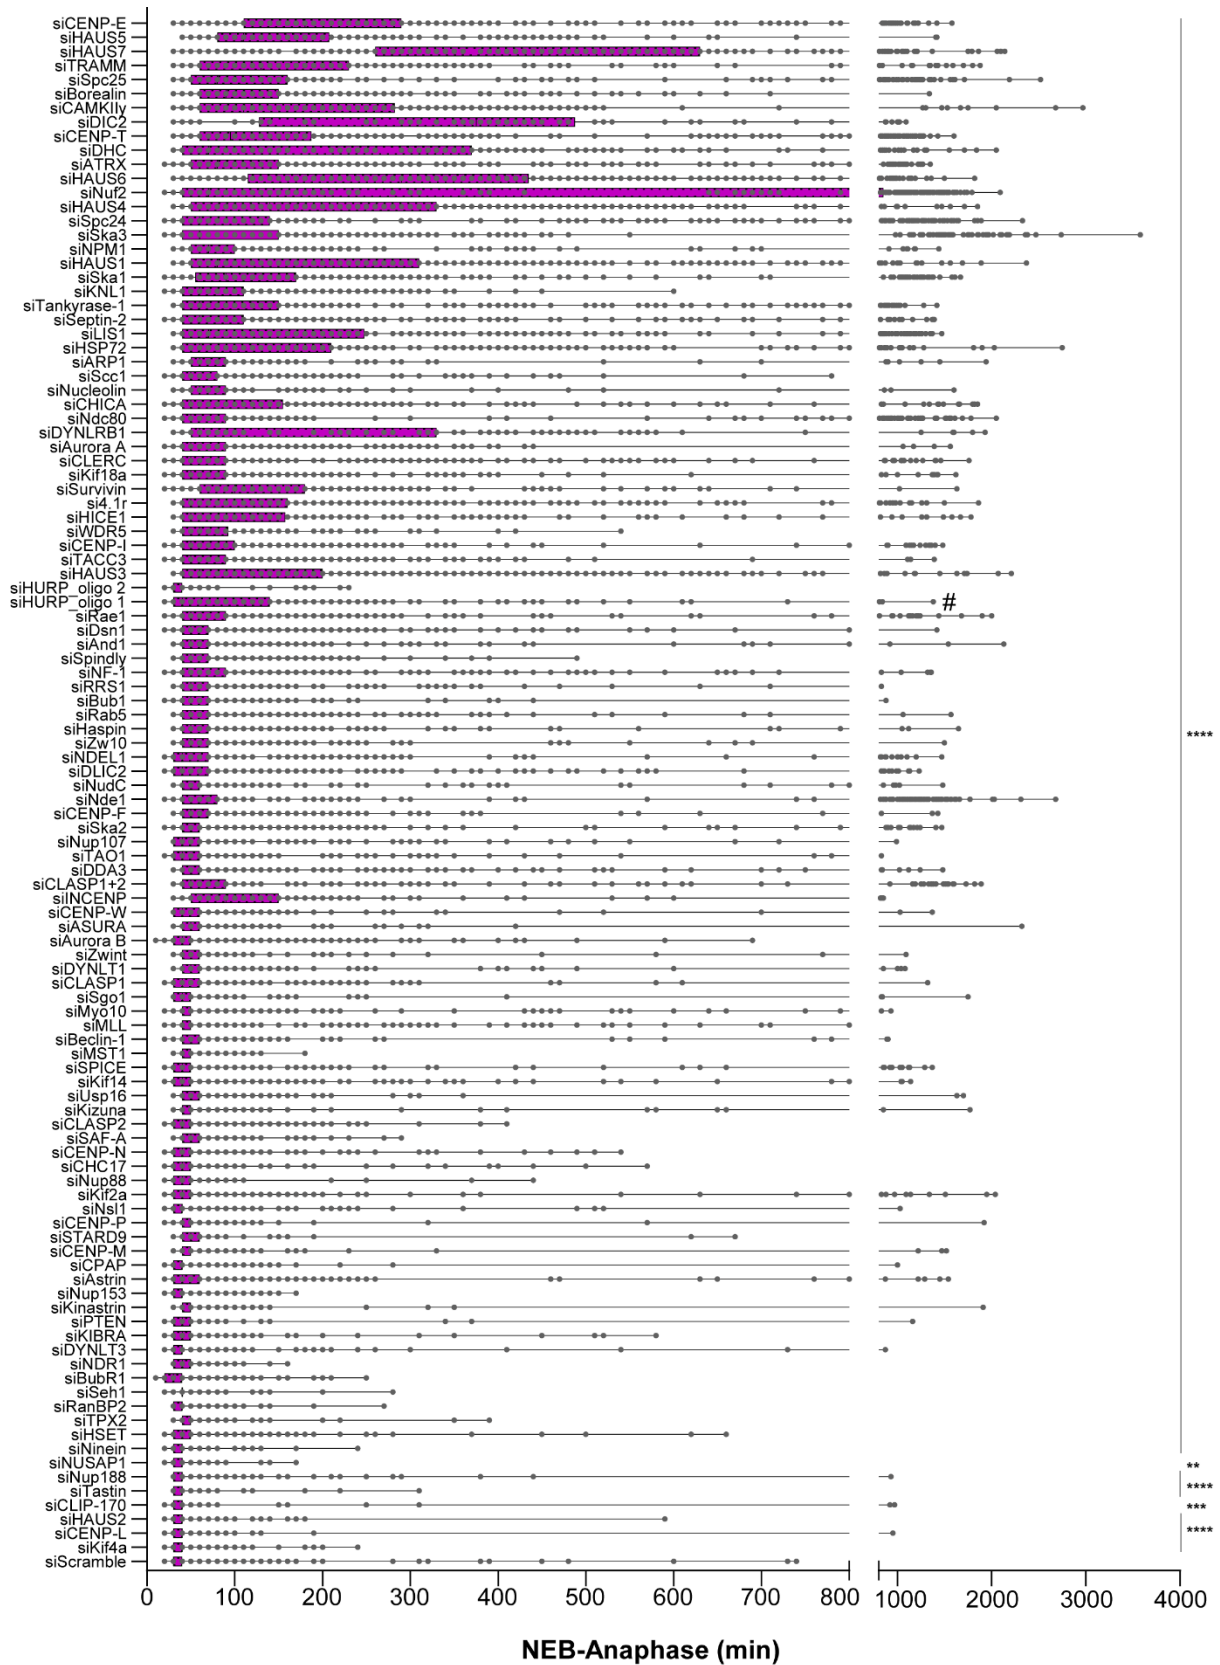 siCENP-E
siHAUS5
siHAUS7
siTRAMM
siSpc25
siBorealin
siCAMKIIy
siDIC2
siCENP-T
siDHC
siATRX
siHAUS6
siNuf2
siHAUS4
siSpc24
siSka3
siNPM1
siHAUS1
siSka1
siKNL1
siTankyrase-1
siSeptin-2
siLIS1
siHSP72
siARP1
siScc1
siNucleolin
siCHICA
siNdc80
siDYNLRB1
siAurora A
siCLERC
siKif18a
siSurvivin
si4.1r
siHICE1
siWDR5
siCENP-I
siTACC3
siHAUS3
siHURP_oligo 2
siHURP_oligo 1 #
siRae1
siDsn1
siAnd1
siSpindly
siNF-1
siRRS1
siBub1
siRab5
siHaspin
siZw10 ****
siNDEL1
siDLIC2
siNudC
siNde1
siCENP-F
siSka2
siNup107
siTAO1
siDDA3
siCLASP1+2
siINCENP
siCENP-W
siASURA
siAurora B
siZwint
siDYNLT1
siCLASP1
siSgo1
siMyo10
siMLL
siBeclin-1
siMST1
siSPICE
siKif14
siUsp16
siKizuna
siCLASP2
siSAF-A
siCENP-N
siCHC17
siNup88
siKif2a
siNsl1
siCENP-P
siSTARD9
siCENP-M
siCPAP
siAstrin
siNup153
siKinastrin
siPTEN
siKIBRA
siDYNLT3
siNDR1
siBubR1
siSeh1
siRanBP2
siTPX2
siHSET
siNinein
siNUSAP1 **
siNup188
siTastin ****
siCLIP-170 ***
siHAUS2
siCENP-L ****
siKif4a
siScramble
0 100 200 300 400 500 600 700 800 1000 2000 3000 4000
NEB-Anaphase (min)